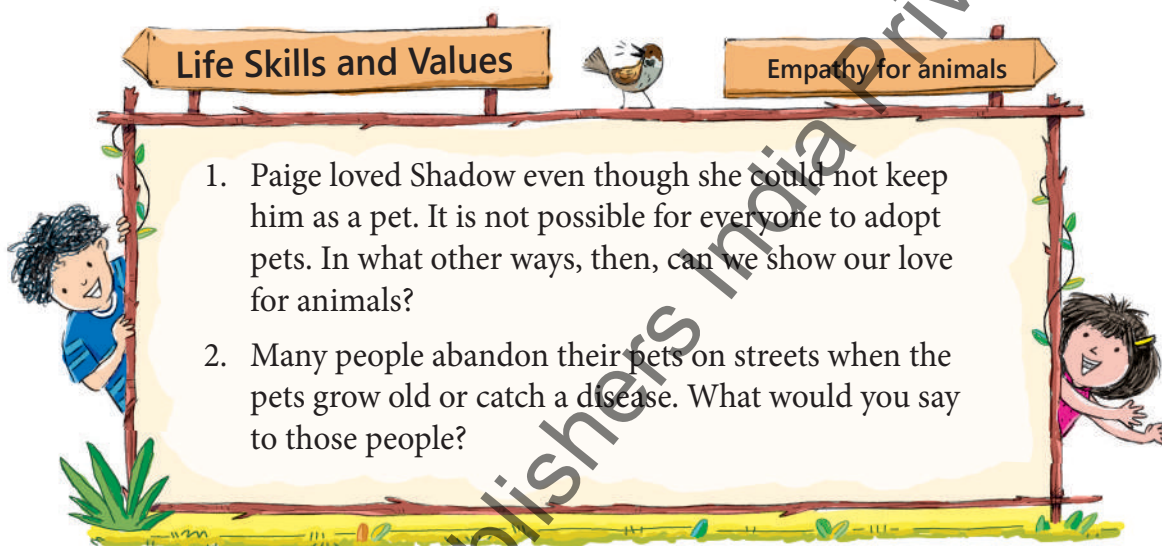 Life Skills and Values
Empathy for animals
1. Paige loved Shadow even though she could not keep
him as a pet. It is not possible for everyone to adopt
pets. In what other ways, then, can we show our love
for animals?
2. Many people abandon their pets on streets when the
pets grow old or catch a disease. What would you say
to those people?
blishers India Priv